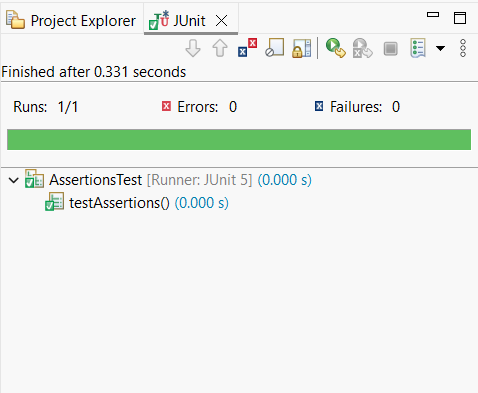 Project Explorer JUnit
Finished after 0.331 seconds
Runs: 1/1 Errors: 0 Failures: 0
AssertionsTest [Runner: JUnit 5] (0.000 s)
testAssertions() (0.000 s)